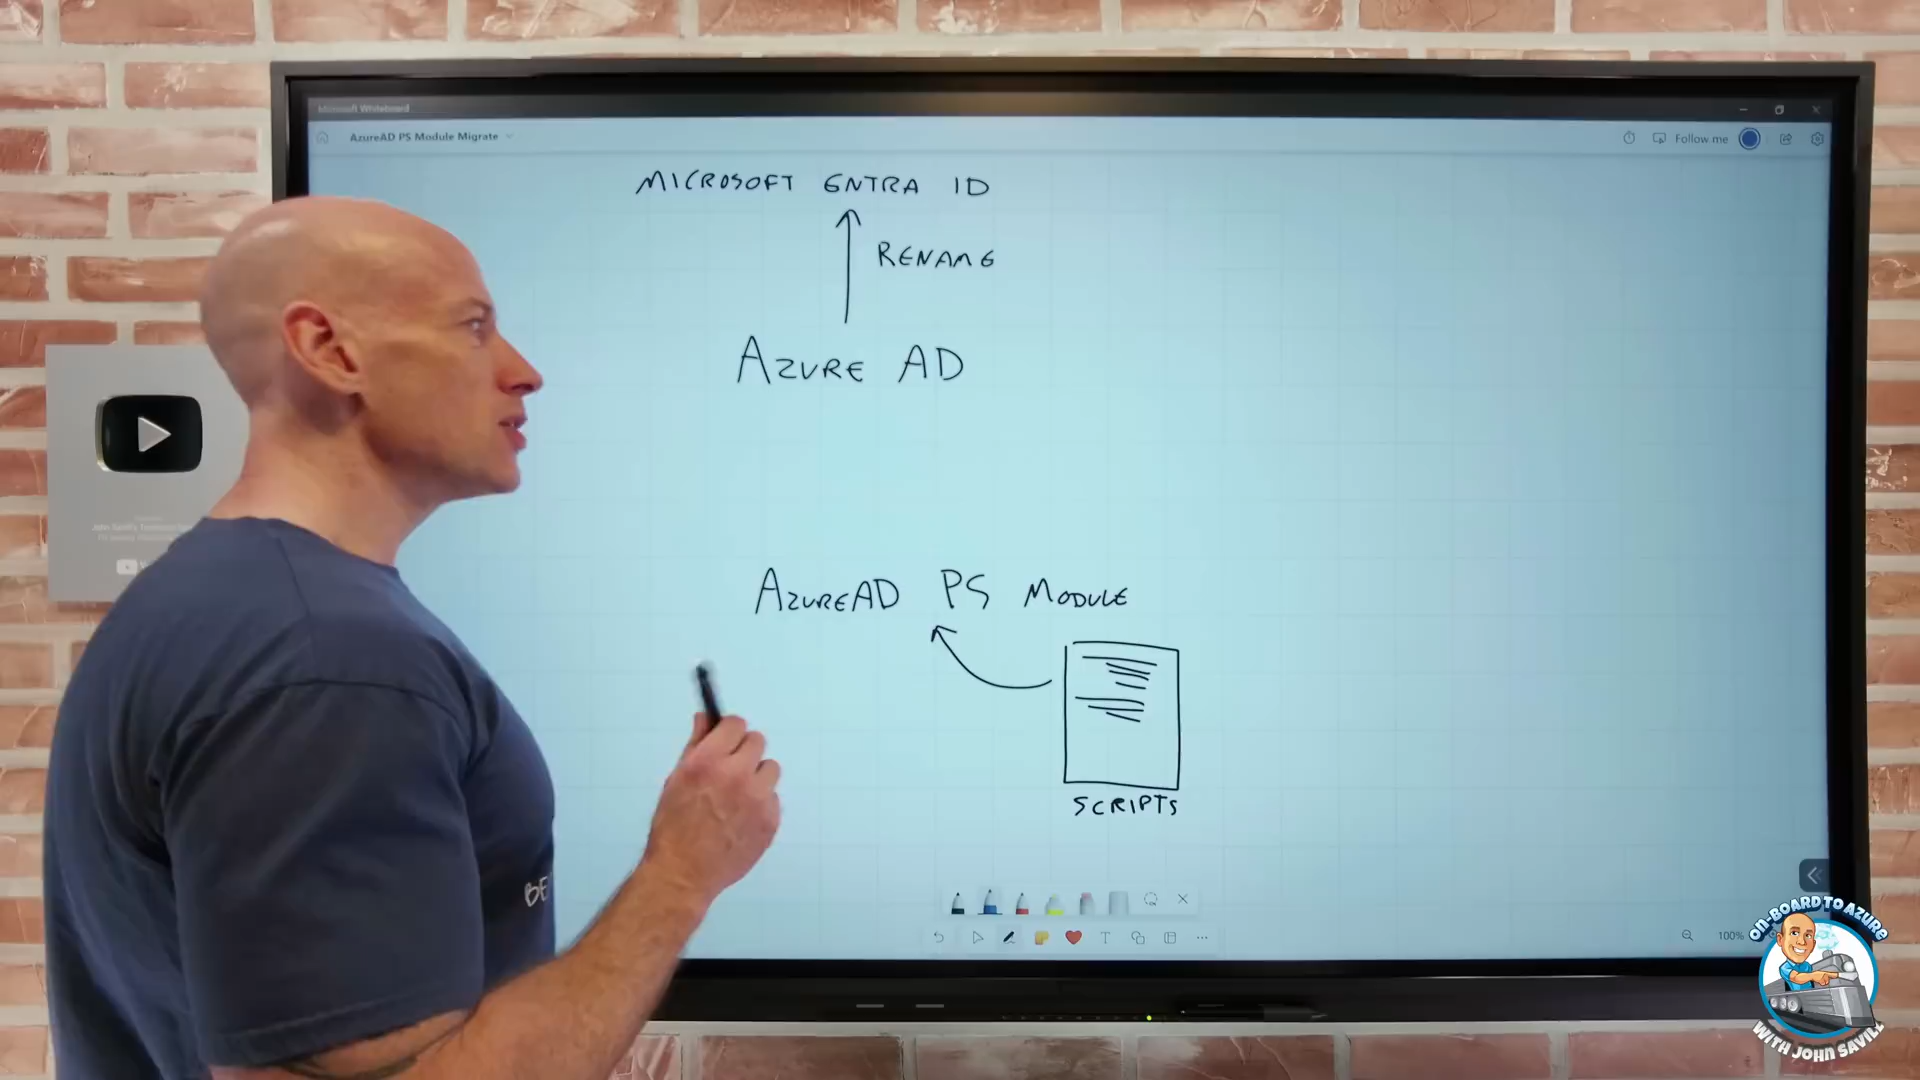 Microsoft Whiteboard
AzureAD PS Module Migrate
Follow me
MICROSOFT ENTRA ID
RENAME
AZURE AD
AZUREAD PS MODULE
SCRIPTS
BE
100%
ON-BOARD TO AZURE
WITH JOHN SAVILL